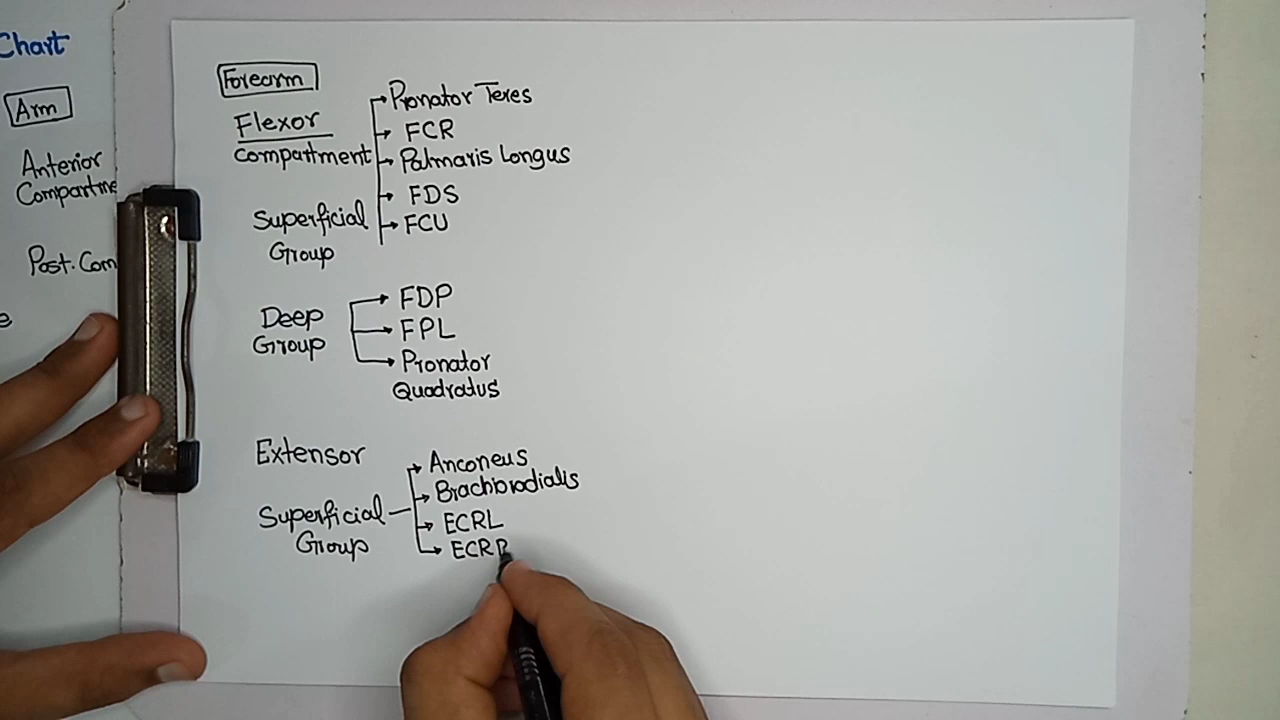 Chart
Arm
Anterior
Compartme
Post. Com
e
Forearm
Flexor
Compartment
Pronator Teres
FCR
Palmaris Longus
FDS
FCU
Superficial
Group
Deep
Group
FDP
FPL
Pronator
Quadratus
Extensor
Superficial
Group
Anconeus
Brachioradialis
ECRL
ECRB